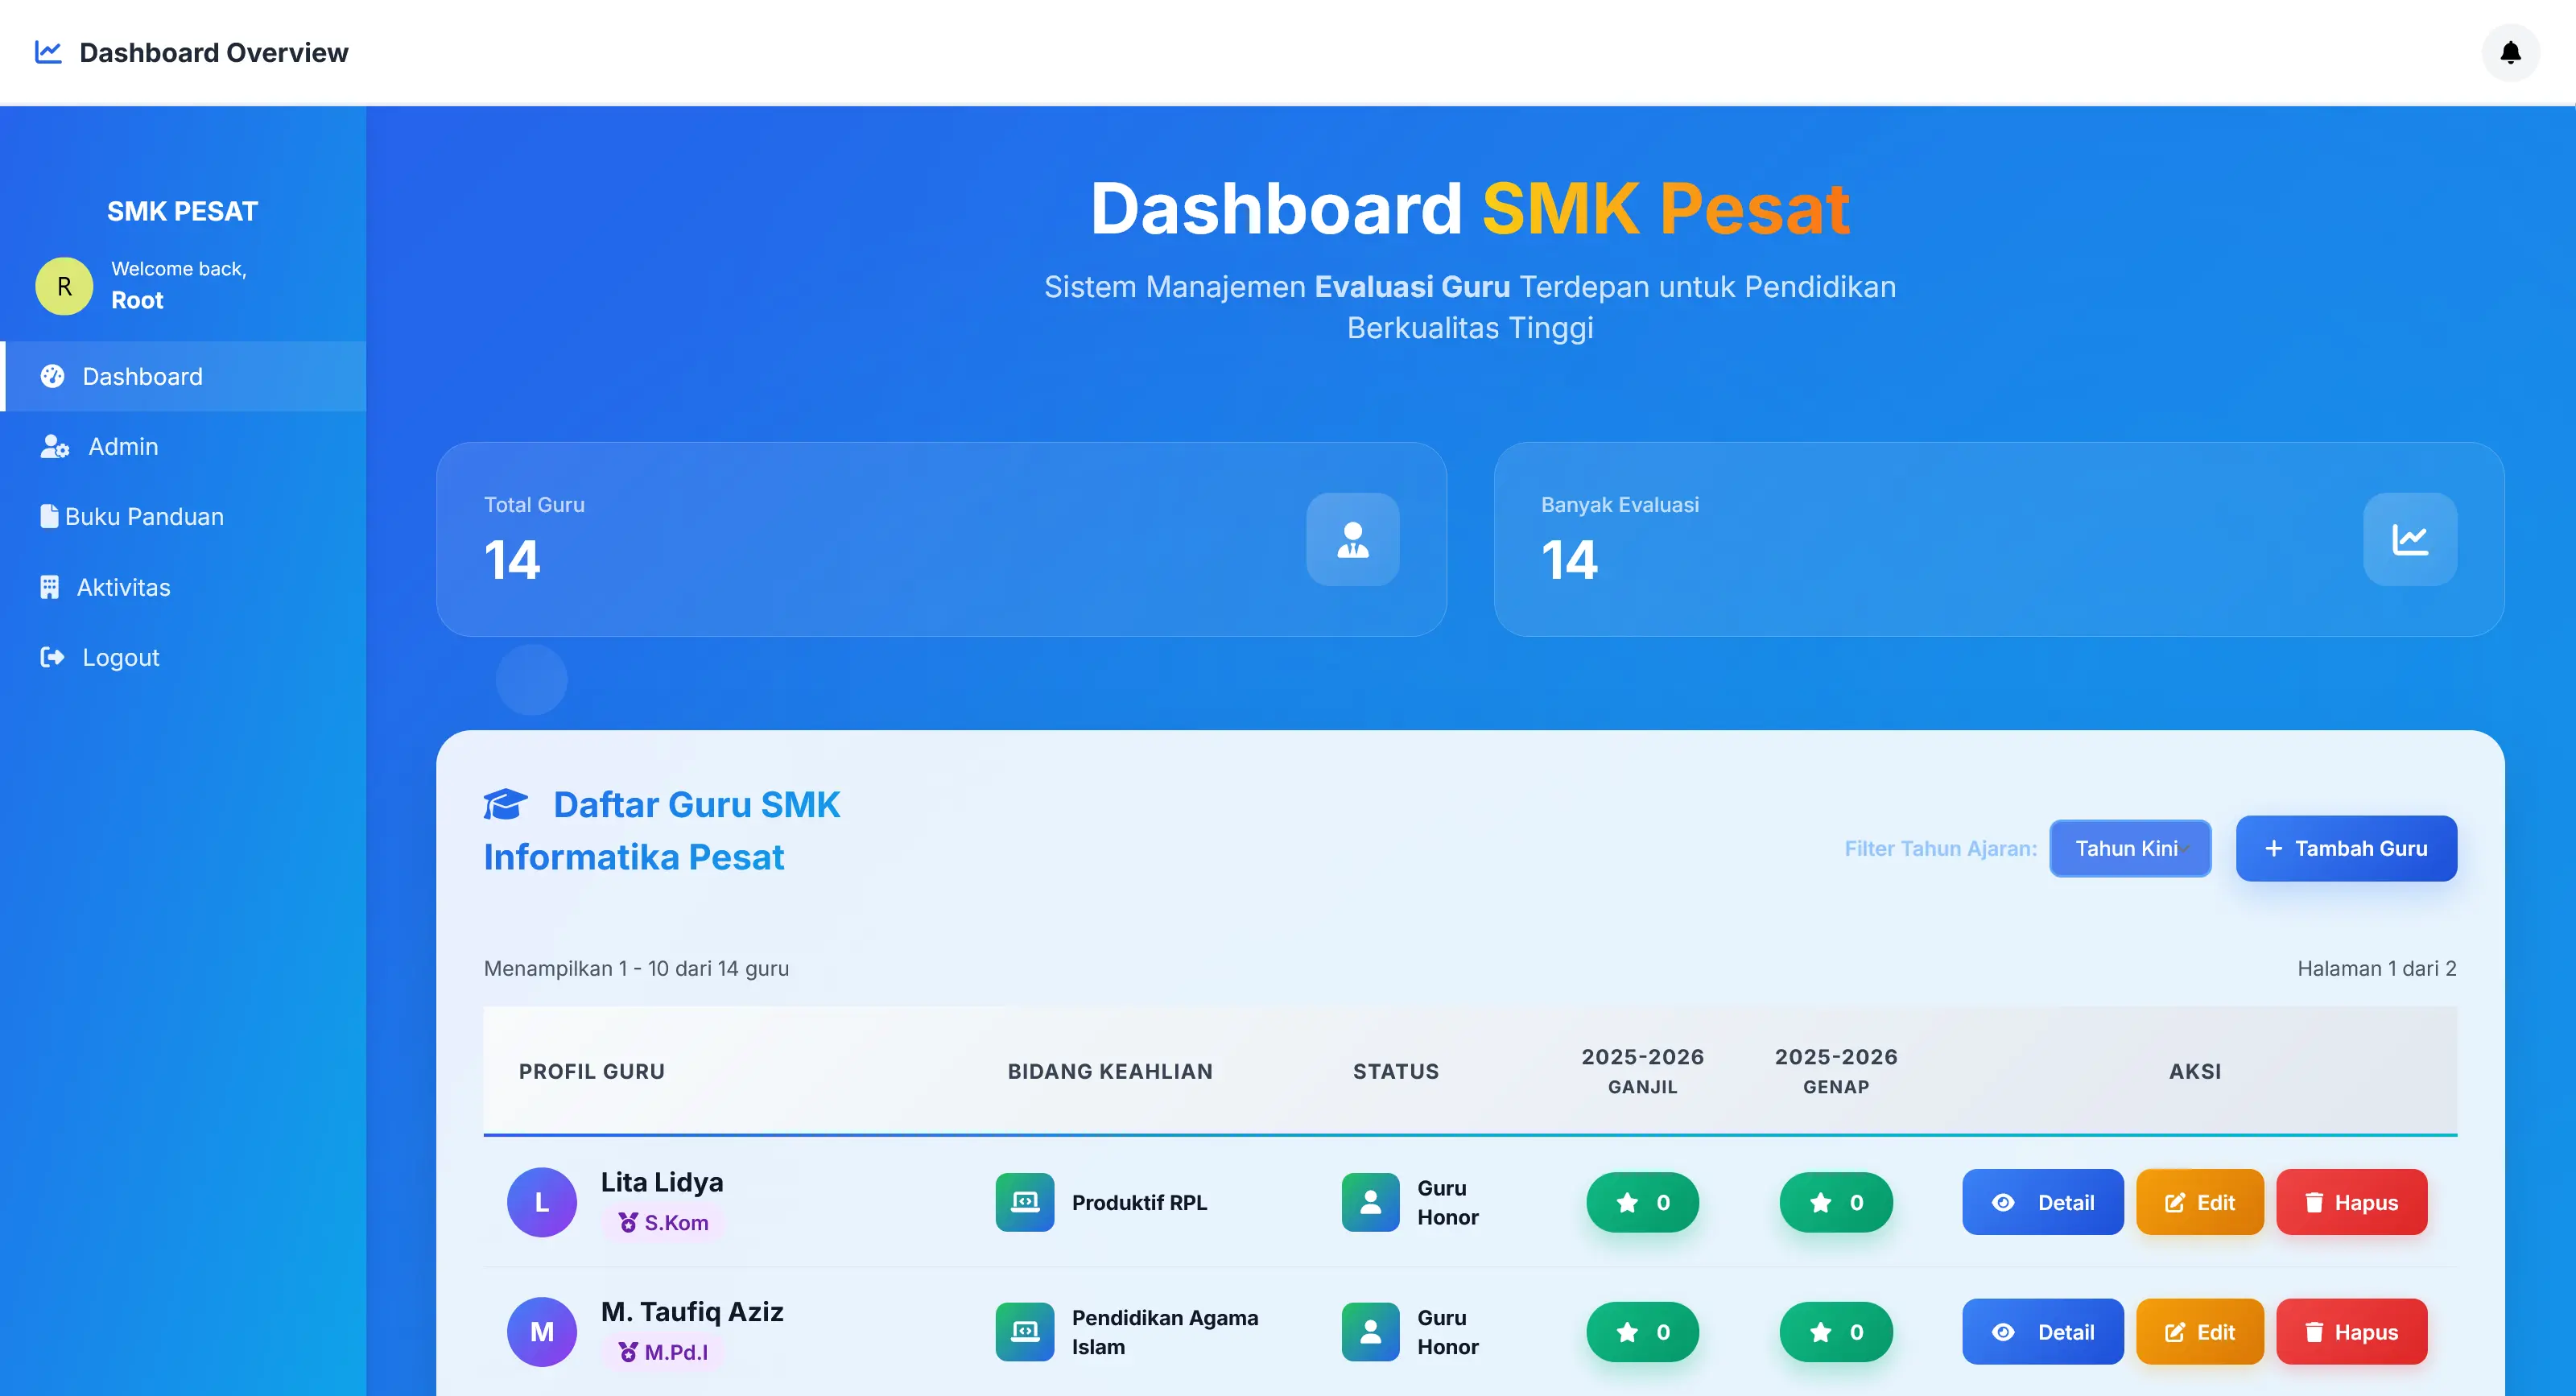 Dashboard Overview
SMK PESAT
R
Welcome back,
Root
Dashboard
Admin
Buku Panduan
Aktivitas
Logout
Dashboard SMK Pesat
Sistem Manajemen Evaluasi Guru Terdepan untuk Pendidikan
Berkualitas Tinggi
Total Guru
14
Banyak Evaluasi
14
Daftar Guru SMK
Informatika Pesat
Filter Tahun Ajaran:
Tahun Kini
Tambah Guru
Menampilkan 1 - 10 dari 14 guru
Halaman 1 dari 2
PROFIL GURU
BIDANG KEAHLIAN
STATUS
2025-2026
GANJIL
2025-2026
GENAP
AKSI
L
Lita Lidya
S.Kom
Produktif RPL
Guru
Honor
0
0
Detail
Edit
Hapus
M
M. Taufiq Aziz
M.Pd.I
Pendidikan Agama
Islam
Guru
Honor
0
0
Detail
Edit
Hapus